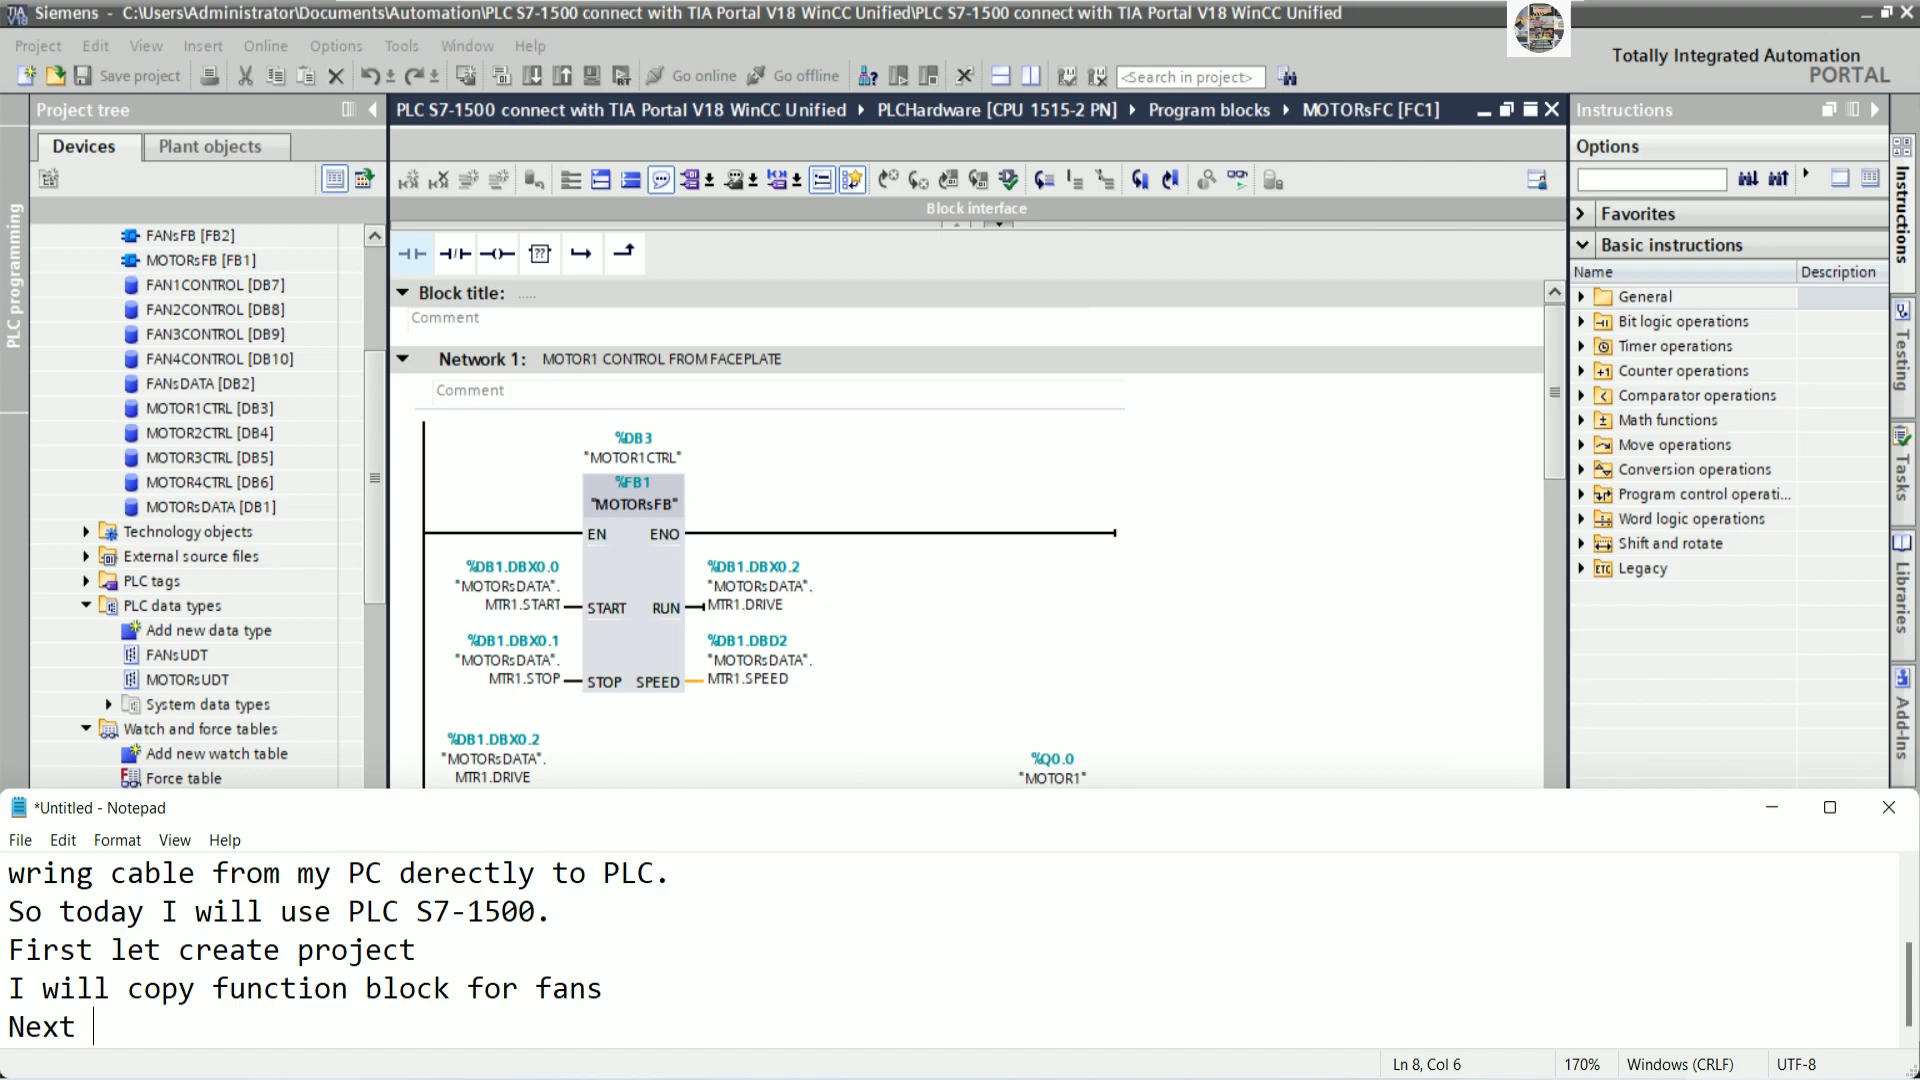 Siemens - C:\Users\Administrator\Documents\Automation\PLC S7-1500 connect with TIA Portal V18 WinCC Unified\PLC S7-1500 connect with TIA Portal V18 WinCC Unified
Project Edit View Insert Online Options Tools Window Help
Totally Integrated Automation
PORTAL
Save project
Go online
Go offline
<Search in project>
Project tree
PLC S7-1500 connect with TIA Portal V18 WinCC Unified
PLCHardware [CPU 1515-2 PN]
Program blocks
MOTORsFC [FC1]
Instructions
Devices
Plant objects
Options
PLC programming
Block interface
FANsFB [FB2]
MOTORsFB [FB1]
FAN1CONTROL [DB7]
FAN2CONTROL [DB8]
FAN3CONTROL [DB9]
FAN4CONTROL [DB10]
FANsDATA [DB2]
MOTOR1CTRL [DB3]
MOTOR2CTRL [DB4]
MOTOR3CTRL [DB5]
MOTOR4CTRL [DB6]
MOTORsDATA [DB1]
Technology objects
External source files
PLC tags
PLC data types
Add new data type
FANsUDT
MOTORsUDT
System data types
Watch and force tables
Add new watch table
Force table
??
Block title: .....
Comment
Network 1: MOTOR1 CONTROL FROM FACEPLATE
Comment
%DB3
"MOTOR1CTRL"
%FB1
"MOTORsFB"
EN ENO
%DB1.DBX0.0
"MOTORsDATA".
MTR1.START
START RUN
%DB1.DBX0.2
"MOTORsDATA".
MTR1.DRIVE
%DB1.DBX0.1
"MOTORsDATA".
MTR1.STOP
STOP SPEED
%DB1.DBD2
"MOTORsDATA".
MTR1.SPEED
%DB1.DBX0.2
"MOTORsDATA".
MTR1.DRIVE
%Q0.0
"MOTOR1"
Favorites
Basic instructions
Name Description
General
Bit logic operations
Timer operations
Counter operations
Comparator operations
Math functions
Move operations
Conversion operations
Program control operati...
Word logic operations
Shift and rotate
Legacy
Instructions
Testing
Tasks
Libraries
Add-Ins
*Untitled - Notepad
File Edit Format View Help
wring cable from my PC derectly to PLC.
So today I will use PLC S7-1500.
First let create project
I will copy function block for fans
Next
Ln 8, Col 6
170%
Windows (CRLF)
UTF-8